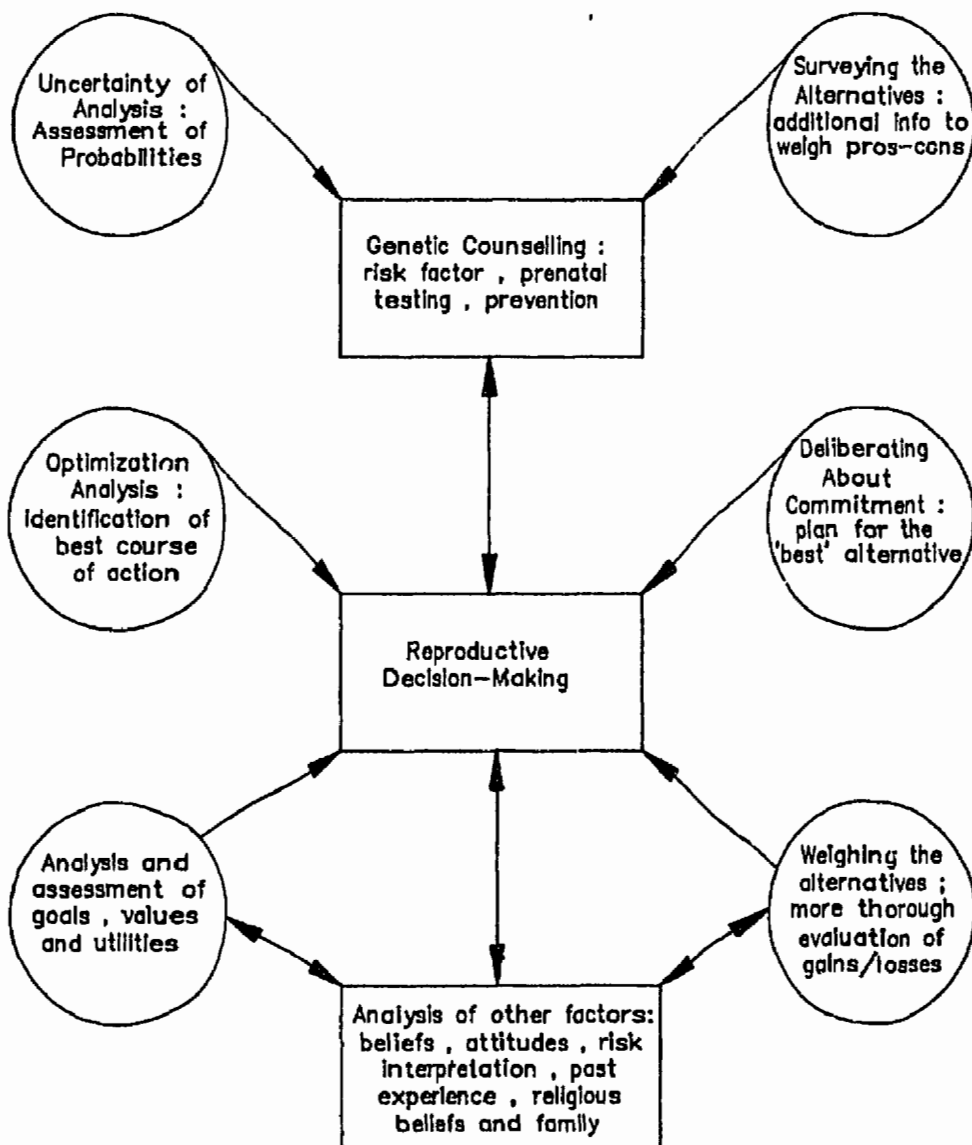 Uncertainty of
Analysis :
Assessment of
Probabilities
Surveying the
Alternatives :
additional info to
weigh pros-cons
Genetic Counselling :
risk factor , prenatal
testing , prevention
Optimization
Analysis :
identification of
best course
of action
Deliberating
About
Commitment :
plan for the
'best' alternative
Reproductive
Decision-Making
Analysis and
assessment of
goals , values
and utilities
Weighing the
alternatives ;
more thorough
evaluation of
gains/losses
Analysis of other factors:
beliefs , attitudes , risk
interpretation , past
experience , religious
beliefs and family